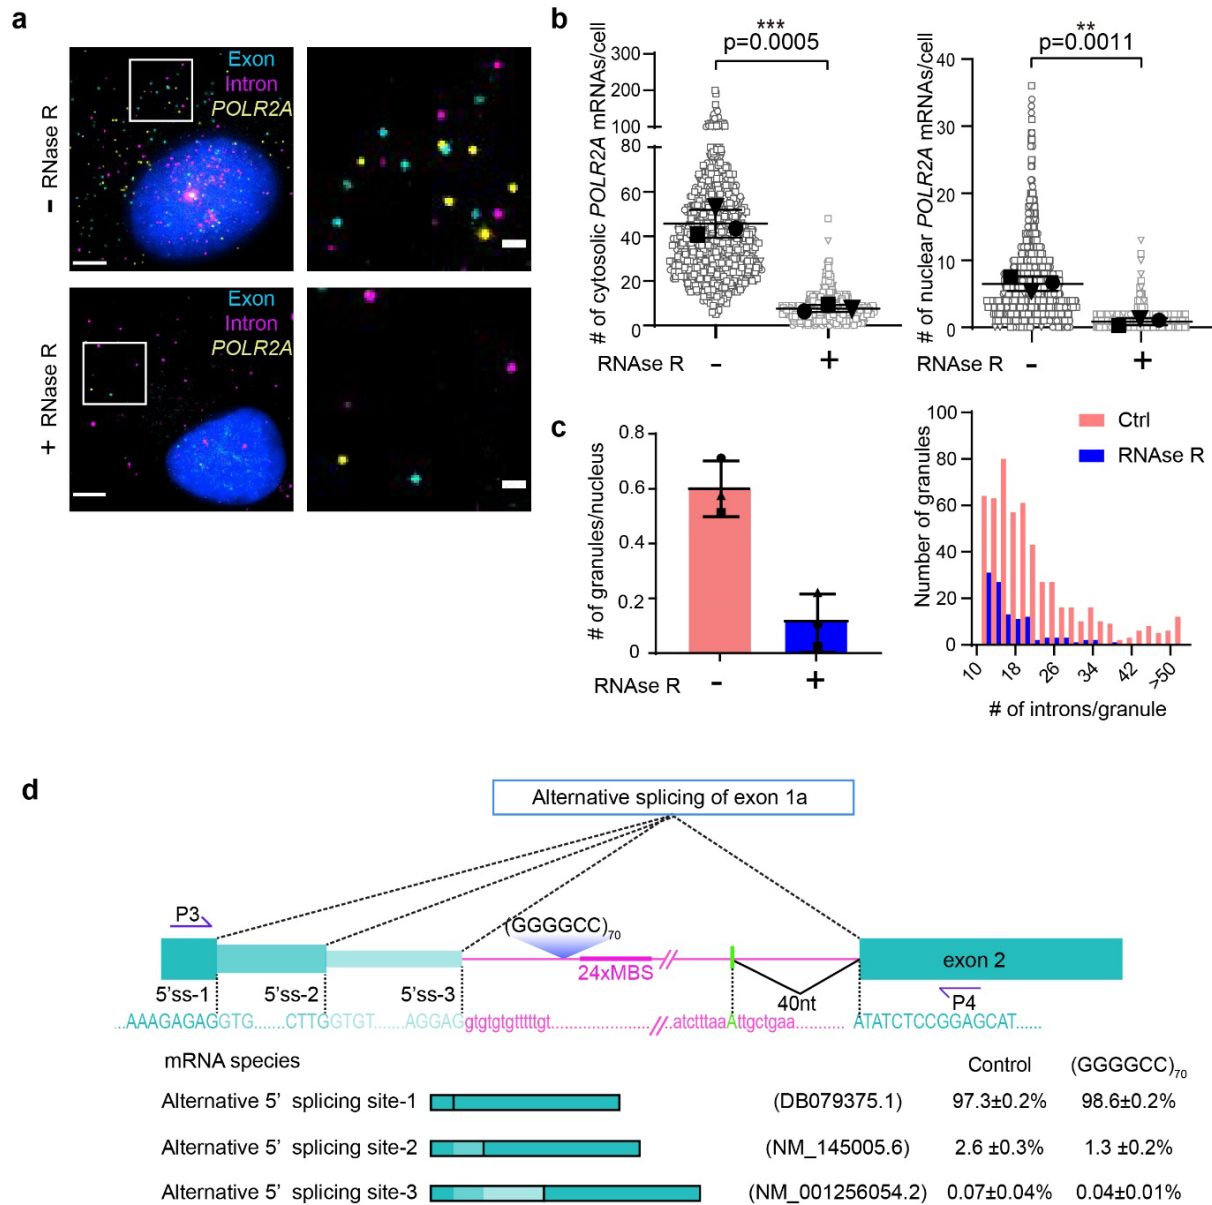 a
− RNase R
Exon
Intron
POLR2A
+ RNase R
Exon
Intron
POLR2A
b
# of cytosolic POLR2A mRNAs/cell
300
200
100
80
60
40
20
0
***
p=0.0005
RNAse R - +
# of nuclear POLR2A mRNAs/cell
40
30
20
10
0
**
p=0.0011
RNAse R - +
c
# of granules/nucleus
0.8
0.6
0.4
0.2
0
RNAse R - +
Number of granules
100
80
60
40
20
0
Ctrl
RNAse R
10 18 26 34 42 >50
# of introns/granule
d
Alternative splicing of exon 1a
P3
(GGGGCC)70
24xMBS
//
40nt
exon 2
P4
5'ss-1 5'ss-2 5'ss-3
...AAAGAGAGGTG......CTTGGTGT......AGGAGgtgtgtgtttttgt....................//....atctttaaAttgctgaa.......... ATATCTCCGGAGCAT......
mRNA species Control (GGGGCC)70
Alternative 5' splicing site-1 (DB079375.1) 97.3±0.2% 98.6±0.2%
Alternative 5' splicing site-2 (NM_145005.6) 2.6 ±0.3% 1.3 ±0.2%
Alternative 5' splicing site-3 (NM_001256054.2) 0.07±0.04% 0.04±0.01%